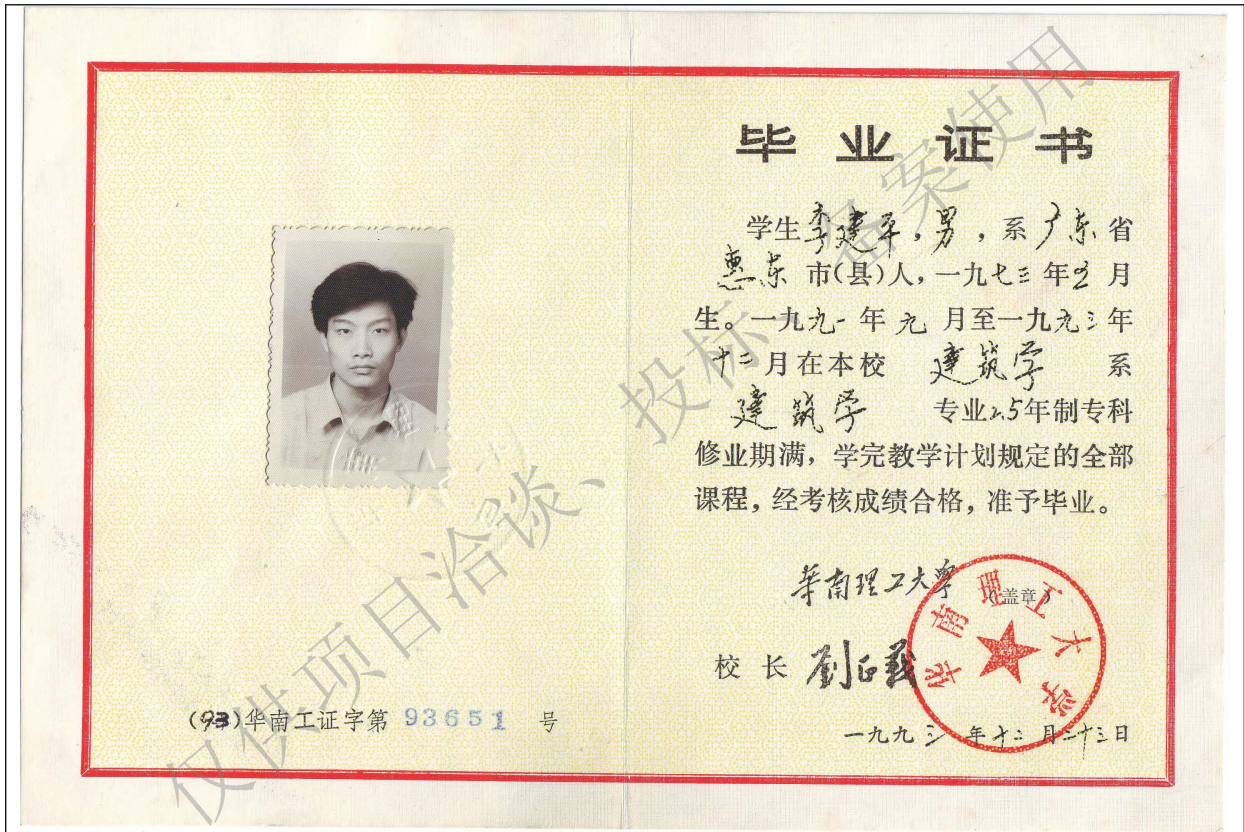 毕业证书
学生李建平，男，系广东省
惠东市(县)人，一九七三年2月
生。一九九一年九月至一九九三年
十二月在本校 建筑学 系
建筑学 专业2.5年制专科
修业期满，学完教学计划规定的全部
课程，经考核成绩合格，准予毕业。
华南理工大学(盖章)
校长 劉正義
一九九三年十二月二十三日
(93)华南工证字第 93651 号
华南理工大学
仅供项目洽谈、投标、备案使用